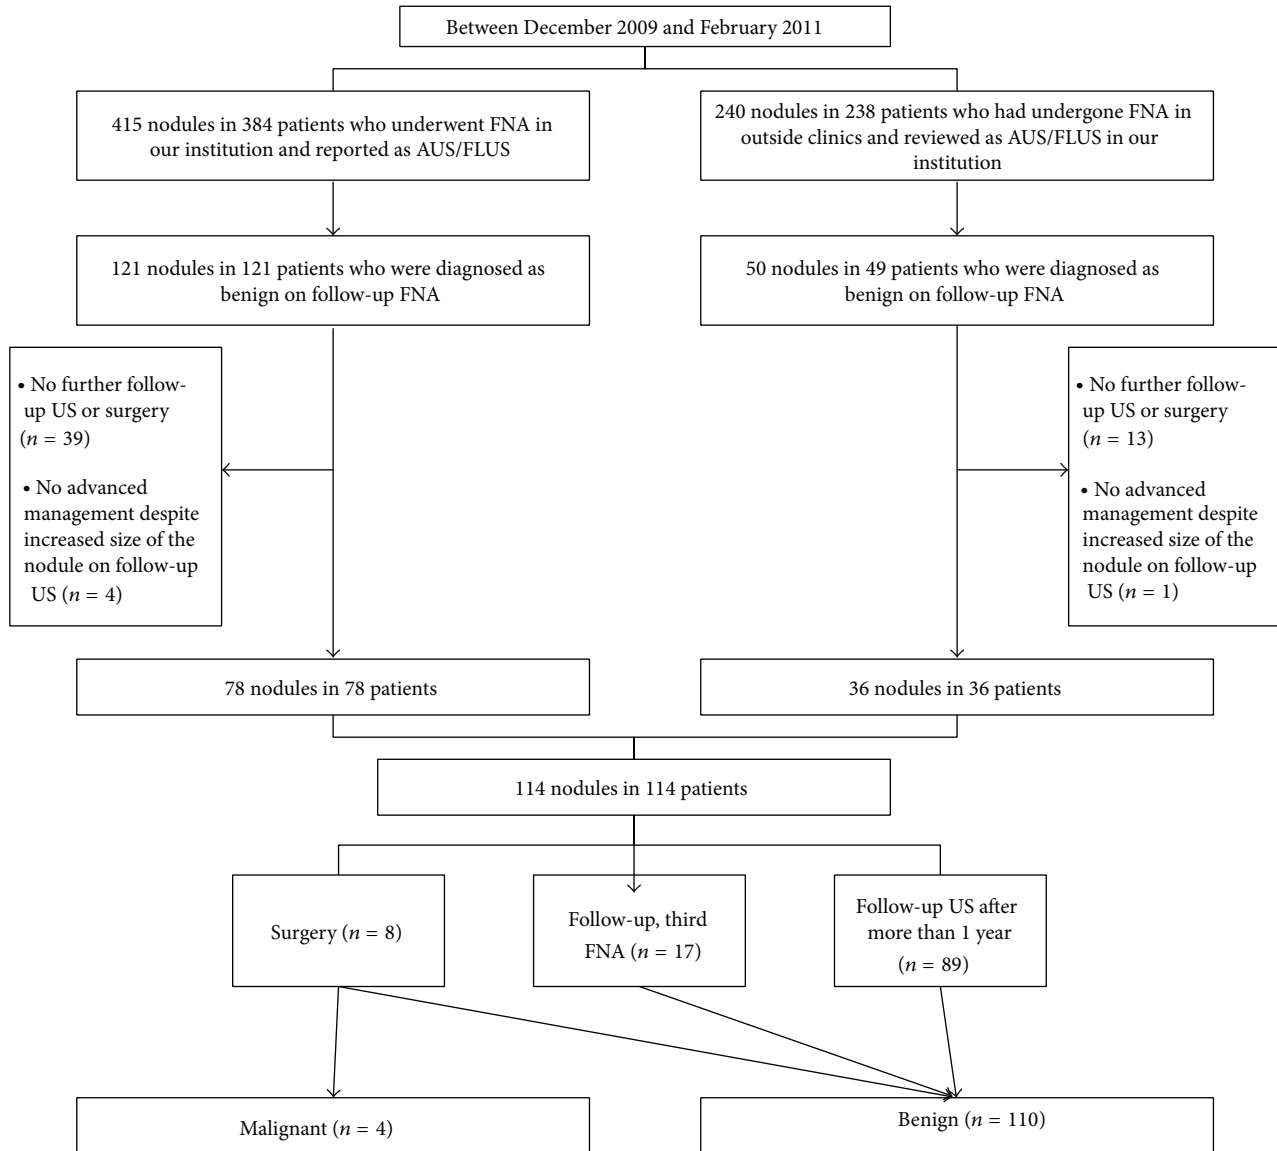 Between December 2009 and February 2011
415 nodules in 384 patients who underwent FNA in
our institution and reported as AUS/FLUS
240 nodules in 238 patients who had undergone FNA in
outside clinics and reviewed as AUS/FLUS in our
institution
121 nodules in 121 patients who were diagnosed as
benign on follow-up FNA
50 nodules in 49 patients who were diagnosed as
benign on follow-up FNA
• No further follow-
up US or surgery
(n = 39)
• No advanced
management despite
increased size of the
nodule on follow-up
US (n = 4)
• No further follow-
up US or surgery
(n = 13)
• No advanced
management despite
increased size of the
nodule on follow-up
US (n = 1)
78 nodules in 78 patients
36 nodules in 36 patients
114 nodules in 114 patients
Surgery (n = 8)
Follow-up, third
FNA (n = 17)
Follow-up US after
more than 1 year
(n = 89)
Malignant (n = 4)
Benign (n = 110)